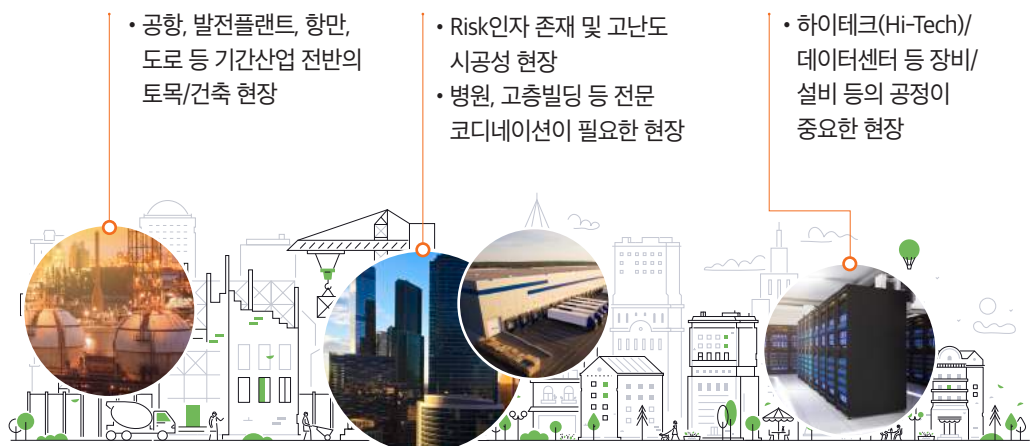 • 공항, 발전플랜트, 항만,
도로 등 기간산업 전반의
토목/건축 현장
• Risk인자 존재 및 고난도
시공성 현장
• 병원, 고층빌딩 등 전문
코디네이션이 필요한 현장
• 하이테크(Hi-Tech)/
데이터센터 등 장비/
설비 등의 공정이
중요한 현장